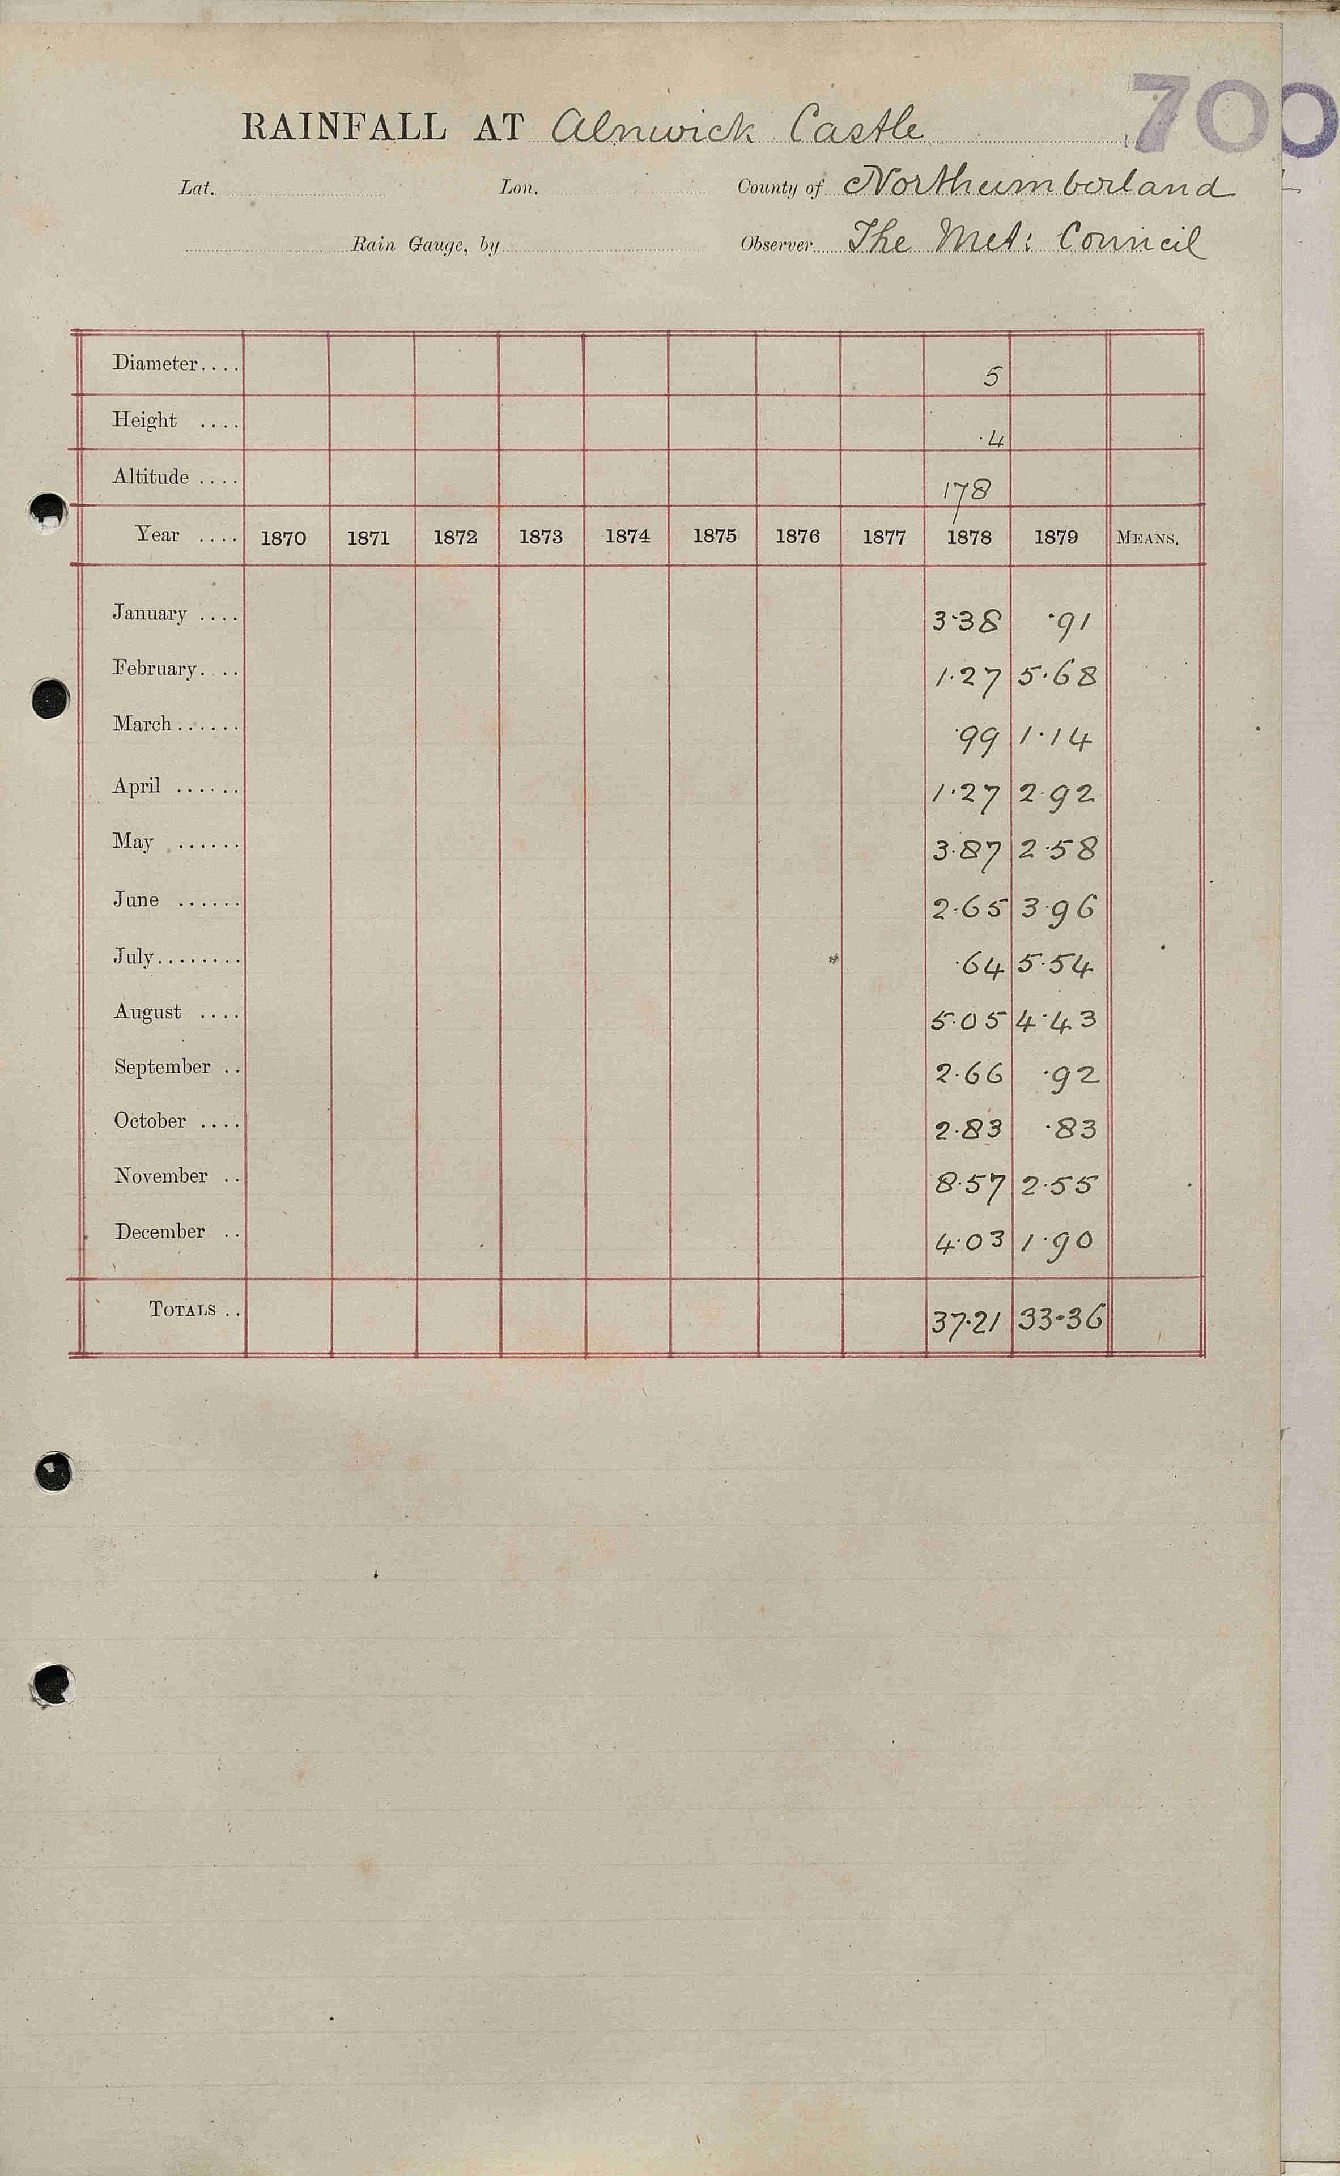 700
RAINFALL AT Alnwick Castle
Lat. Lon. County of Northumberland
Rain Gauge, by Observer The Met: Council
Diameter.... 5
Height .... .4
Altitude .... 178
Year .... 1870 1871 1872 1873 1874 1875 1876 1877 1878 1879 MEANS.
January .... 3.38 .91
February.... 1.27 5.68
March...... .99 1.14
April ...... 1.27 2.92
May ...... 3.87 2.58
June ...... 2.65 3.96
July........ .64 5.54
August .... 5.05 4.43
September .. 2.66 .92
October .... 2.83 .83
November .. 8.57 2.55
December .. 4.03 1.90
TOTALS .. 37.21 33.36